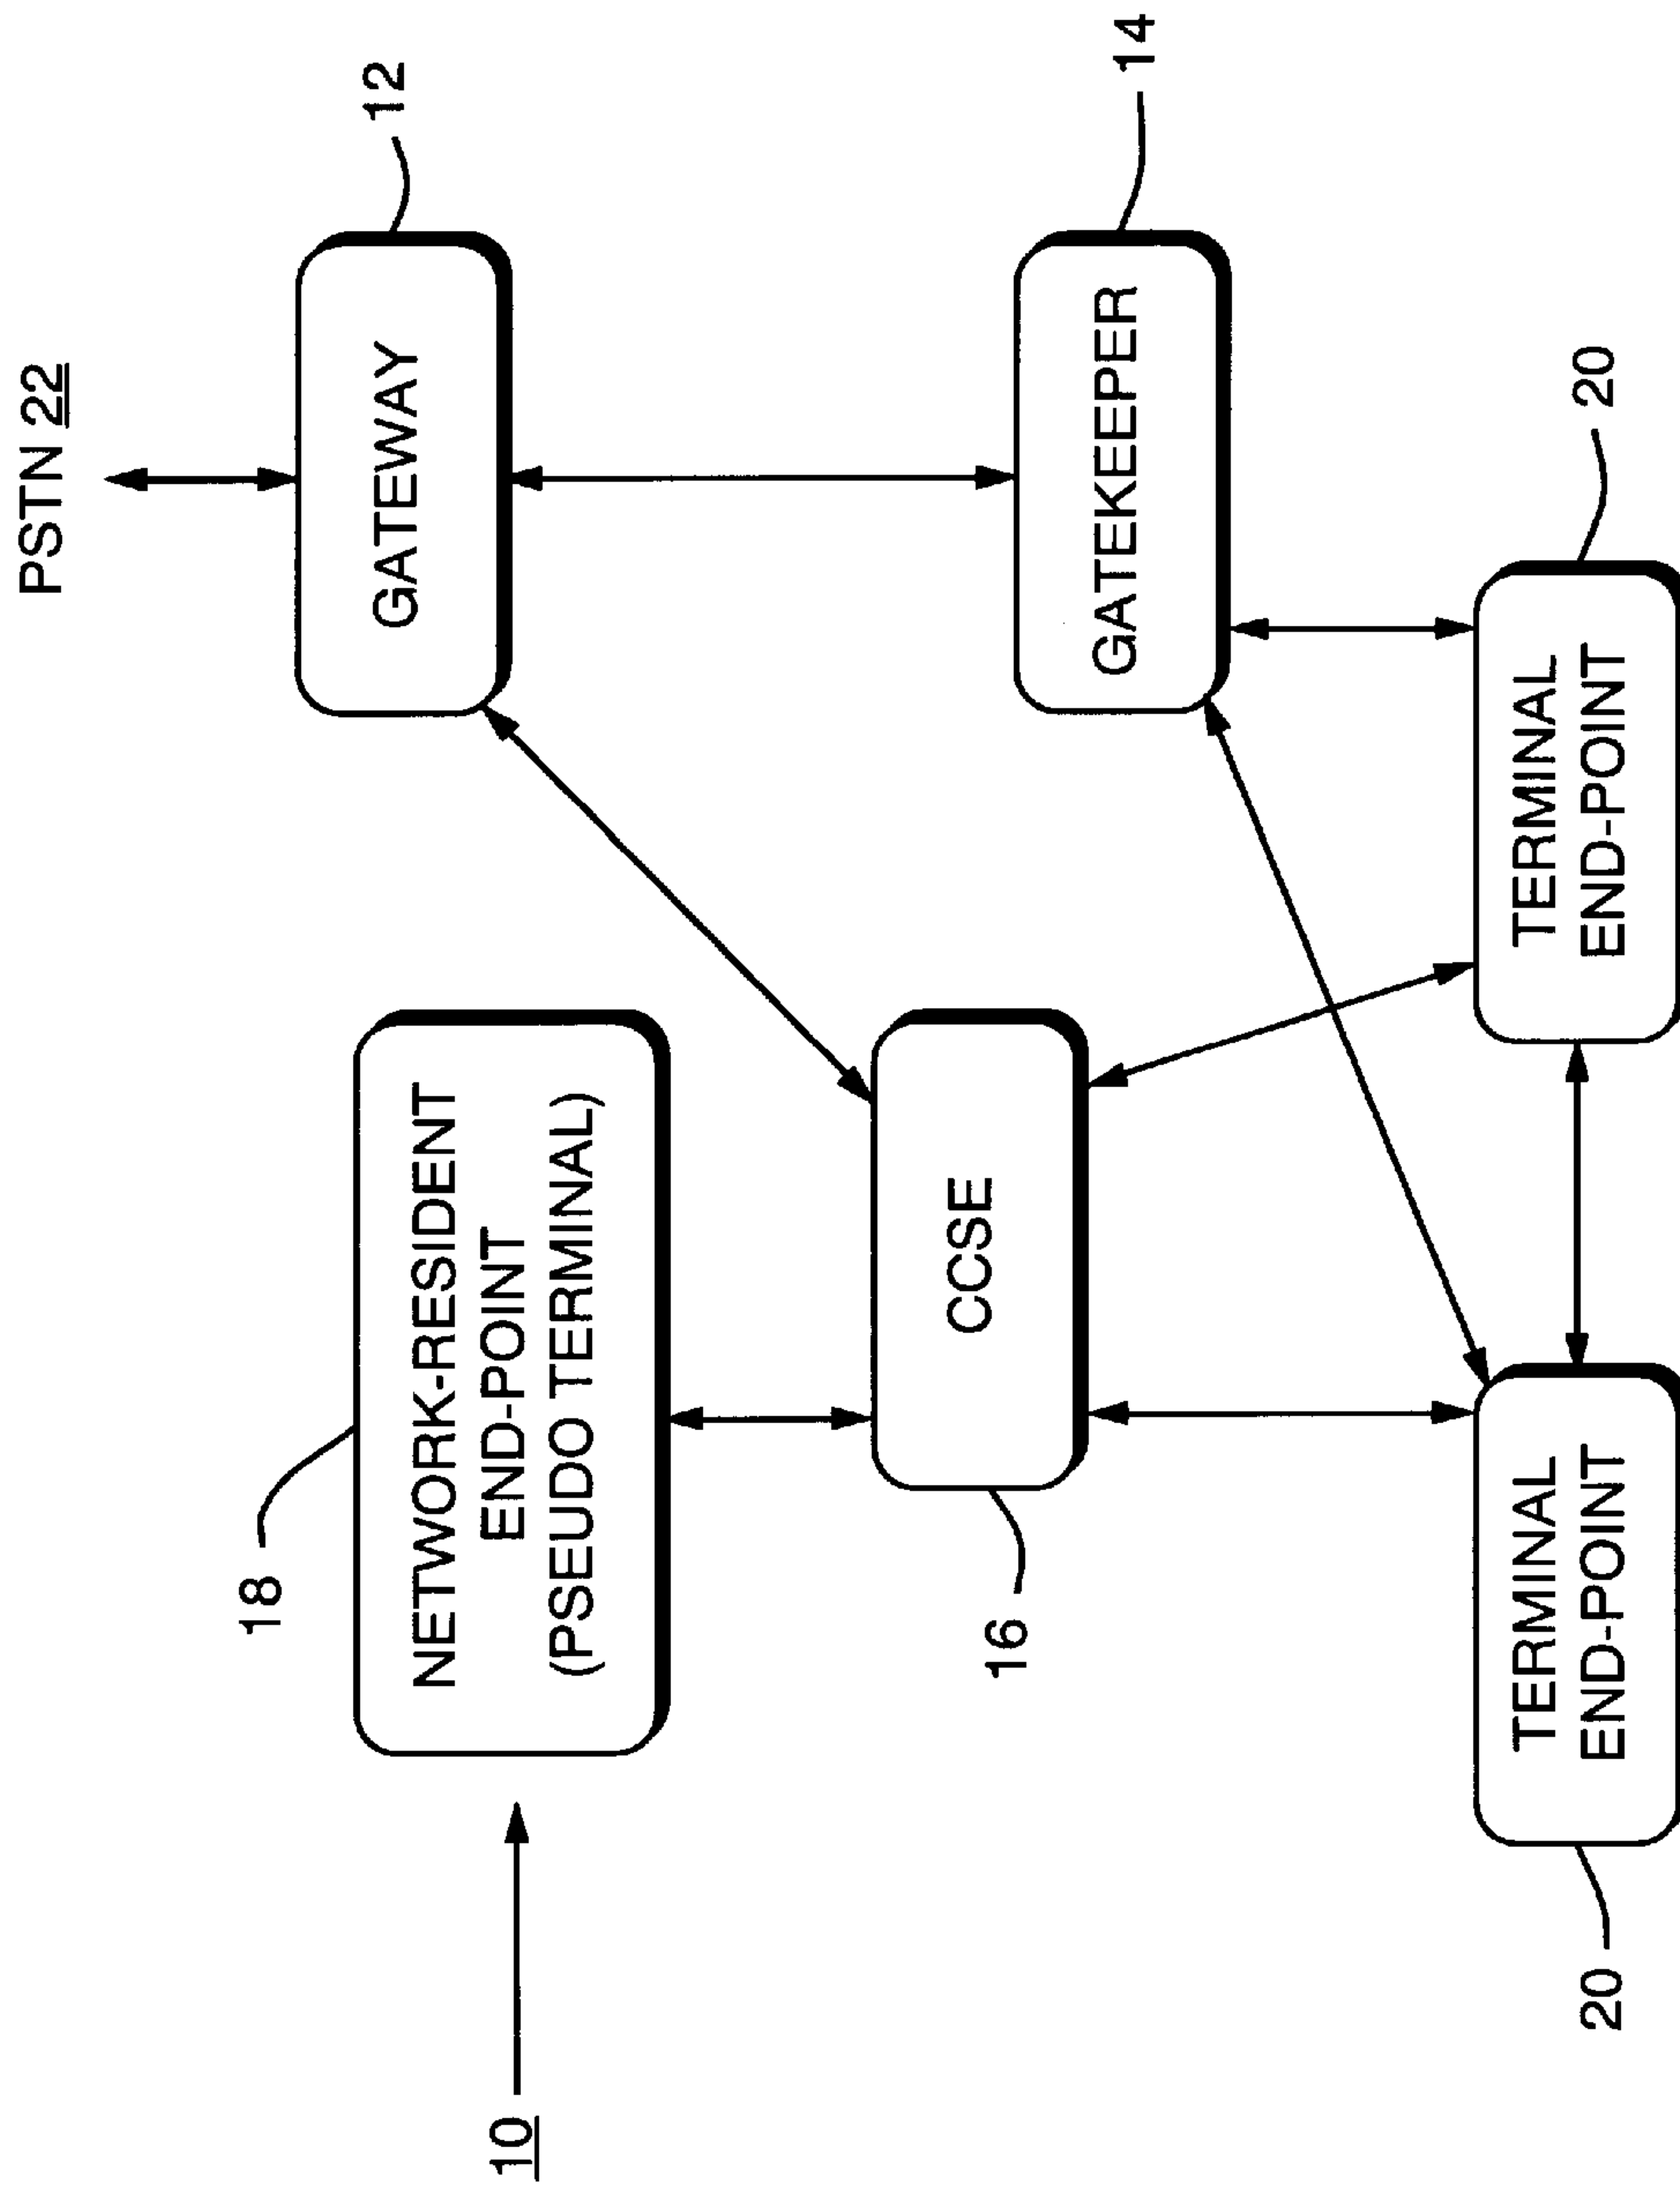 PSTN 22
12
GATEWAY
14
GATEKEEPER
18
NETWORK-RESIDENT
END-POINT
(PSEUDO TERMINAL)
CCSE
16
10
TERMINAL
END-POINT
20
TERMINAL
END-POINT
20